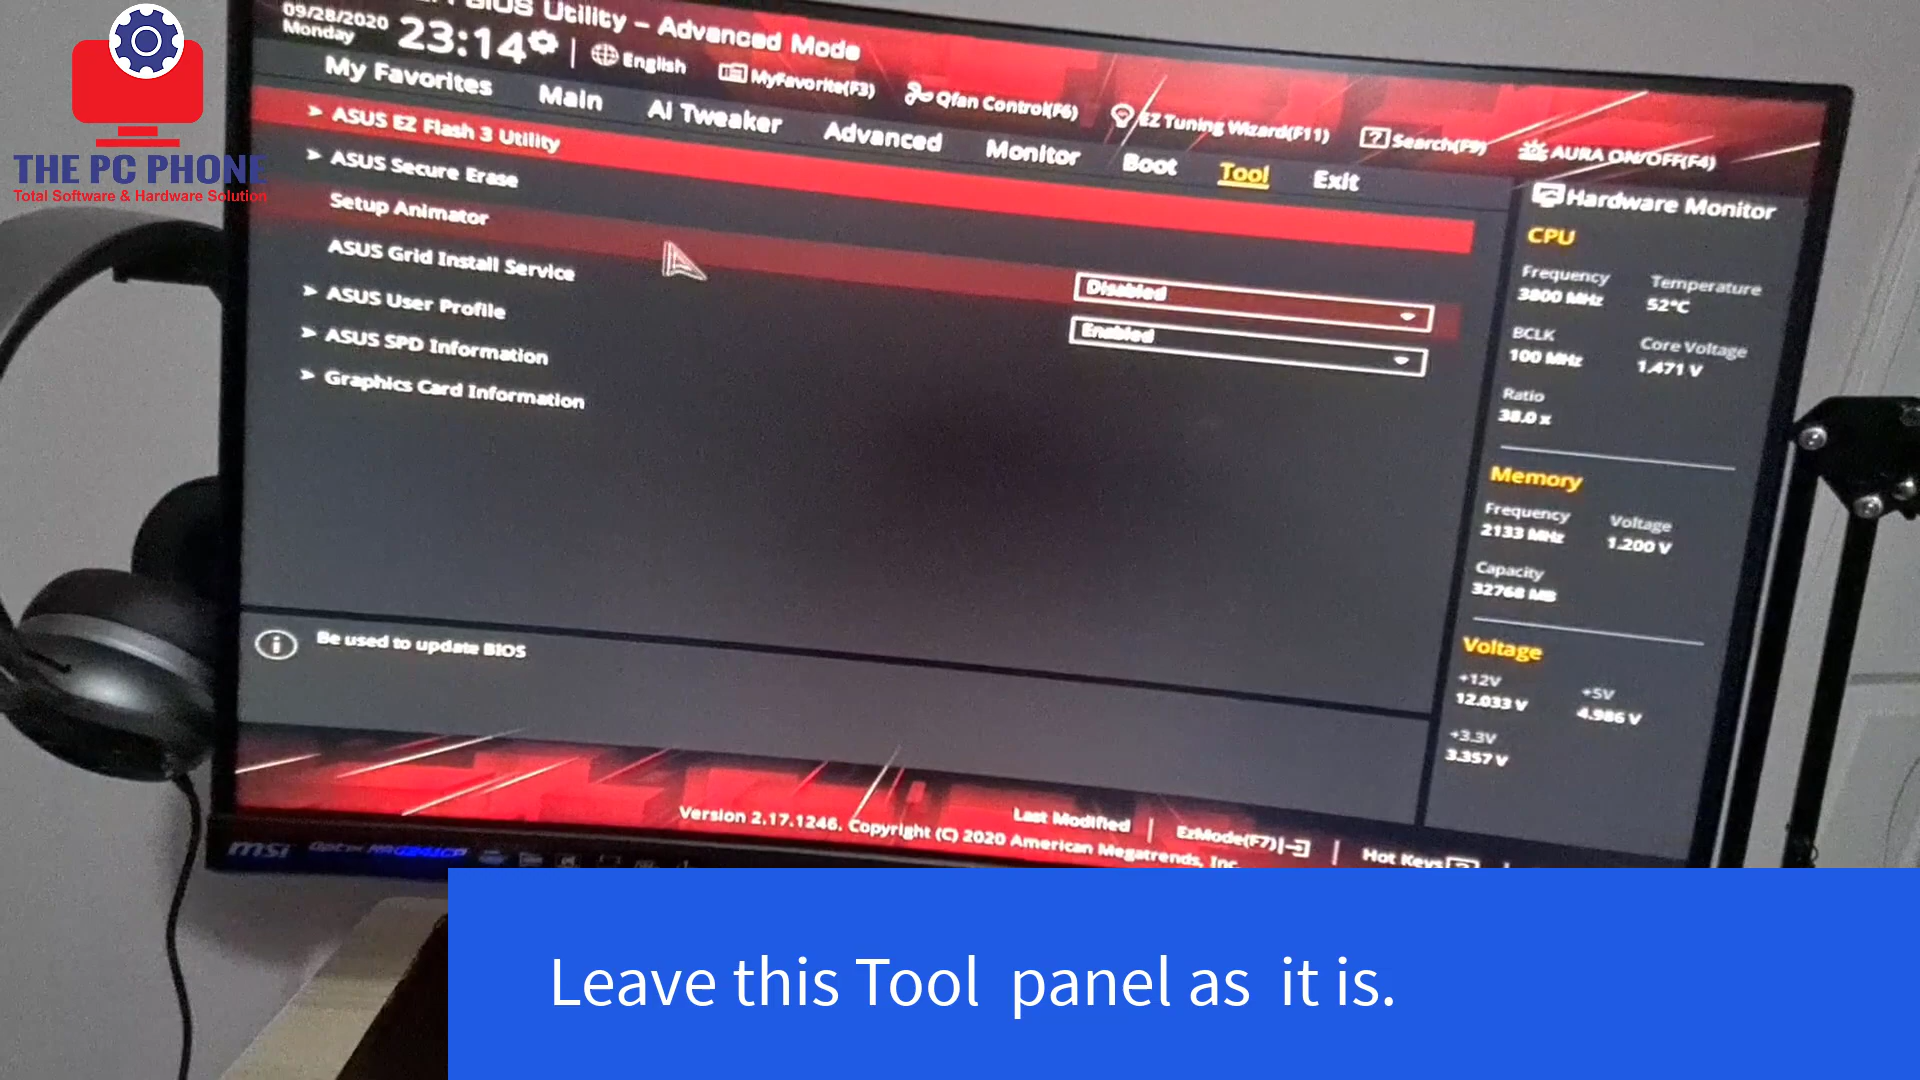 THE PC PHONE
Total Software & Hardware Solution
BIOS Utility – Advanced Mode
09/28/2020
Monday
23:14
English
MyFavorite(F3)
Qfan Control(F6)
EZ Tuning Wizard(F11)
Search(F9)
AURA ON/OFF(F4)
My Favorites
Main
Ai Tweaker
Advanced
Monitor
Boot
Tool
Exit
> ASUS EZ Flash 3 Utility
> ASUS Secure Erase
Setup Animator
Disabled
ASUS Grid Install Service
Enabled
> ASUS User Profile
> ASUS SPD Information
> Graphics Card Information
Be used to update BIOS
Hardware Monitor
CPU
Frequency Temperature
3800 MHz 52°C
BCLK Core Voltage
100 MHz 1.471 V
Ratio
38.0 x
Memory
Frequency Voltage
2133 MHz 1.200 V
Capacity
32768 MB
Voltage
+12V +5V
12.033 V 4.986 V
+3.3V
3.357 V
Last Modified
EzMode(F7)
Hot Keys
Version 2.17.1246. Copyright (C) 2020 American Megatrends, Inc.
msi
Leave this Tool panel as it is.